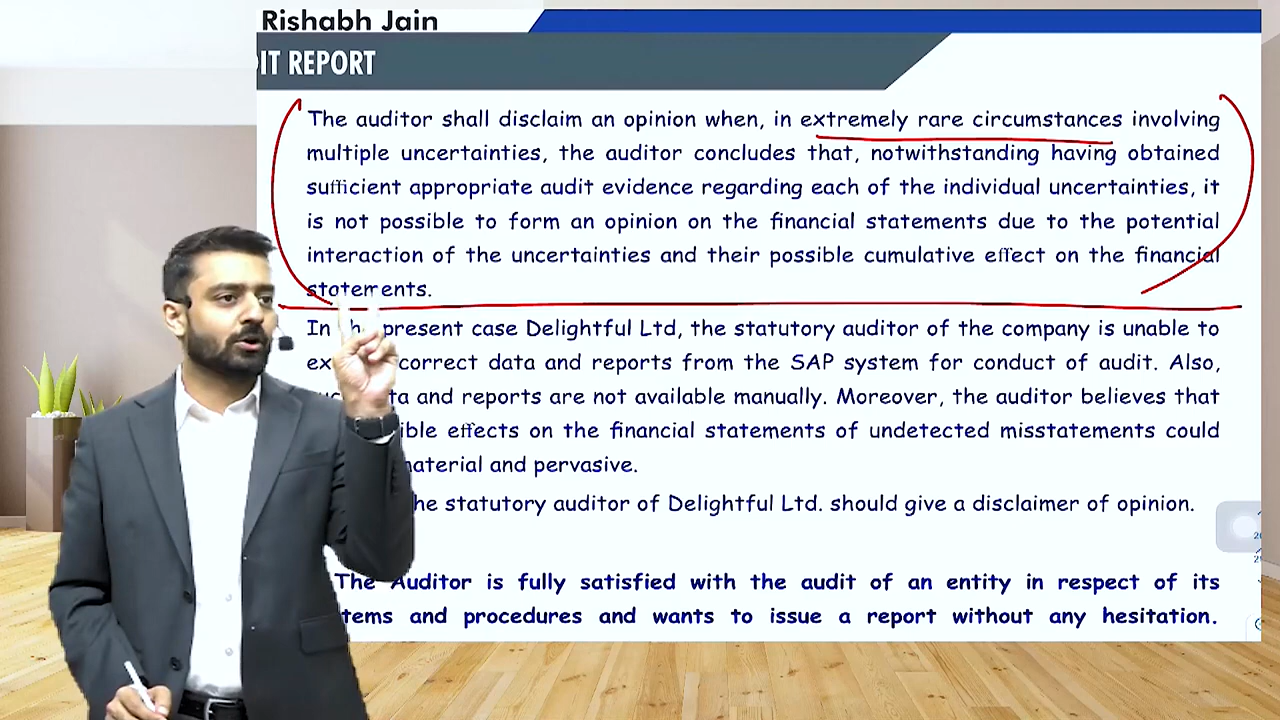 Rishabh Jain
IT REPORT
The auditor shall disclaim an opinion when, in extremely rare circumstances involving
multiple uncertainties, the auditor concludes that, notwithstanding having obtained
sufficient appropriate audit evidence regarding each of the individual uncertainties, it
is not possible to form an opinion on the financial statements due to the potential
interaction of the uncertainties and their possible cumulative effect on the financial
statements.
In the present case Delightful Ltd, the statutory auditor of the company is unable to
correct data and reports from the SAP system for conduct of audit. Also,
and reports are not available manually. Moreover, the auditor believes that
effects on the financial statements of undetected misstatements could
material and pervasive.
the statutory auditor of Delightful Ltd. should give a disclaimer of opinion.
The Auditor is fully satisfied with the audit of an entity in respect of its
and procedures and wants to issue a report without any hesitation.